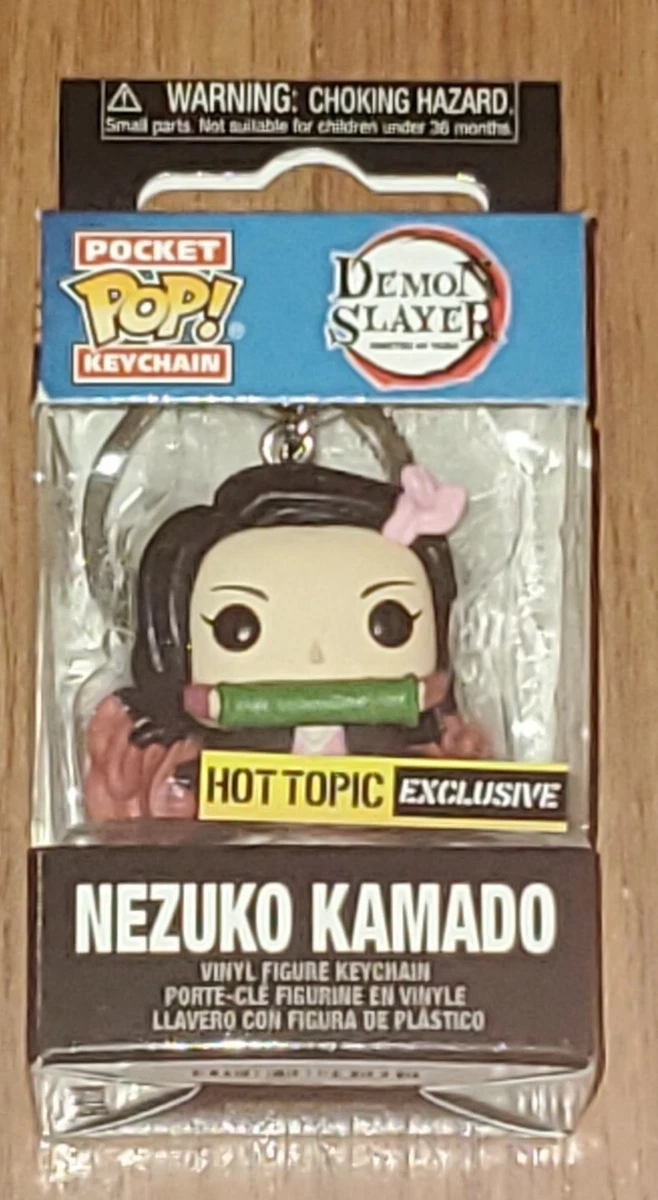 WARNING: CHOKING HAZARD.
Small parts. Not suitable for children under 36 months.
POCKET
POP!
KEYCHAIN
DEMON
SLAYER
HOT TOPIC EXCLUSIVE
NEZUKO KAMADO
VINYL FIGURE KEYCHAIN
PORTE-CLÉ FIGURINE EN VINYLE
LLAVERO CON FIGURA DE PLÁSTICO